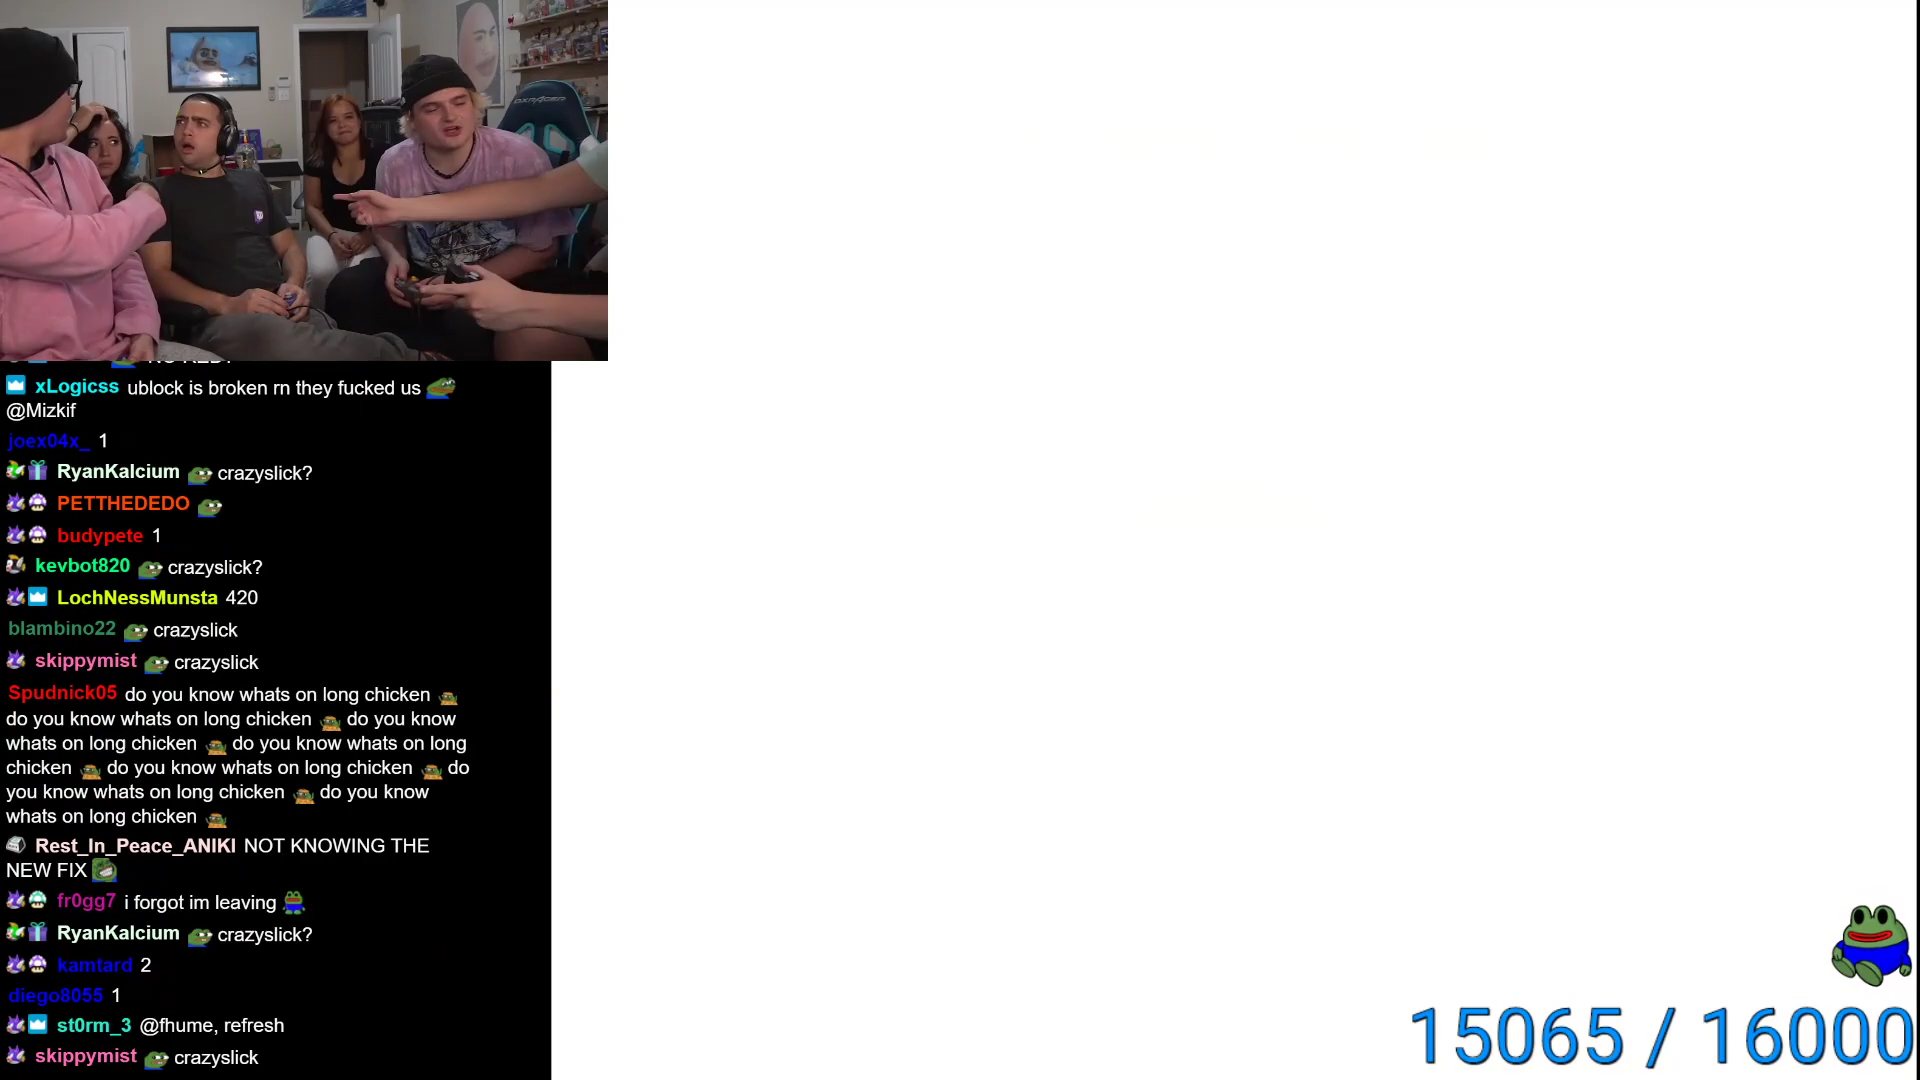 DXRACER
xLogicss ublock is broken rn they fucked us
@Mizkif
joex04x_ 1
RyanKalcium crazyslick?
PETTHEDEDO
budypete 1
kevbot820 crazyslick?
LochNessMunsta 420
blambino22 crazyslick
skippymist crazyslick
Spudnick05 do you know whats on long chicken
do you know whats on long chicken do you know
whats on long chicken do you know whats on long
chicken do you know whats on long chicken do
you know whats on long chicken do you know
whats on long chicken
Rest_In_Peace_ANIKI NOT KNOWING THE
NEW FIX
fr0gg7 i forgot im leaving
RyanKalcium crazyslick?
kamtard 2
diego8055 1
st0rm_3 @fhume, refresh
skippymist crazyslick
15065 / 16000